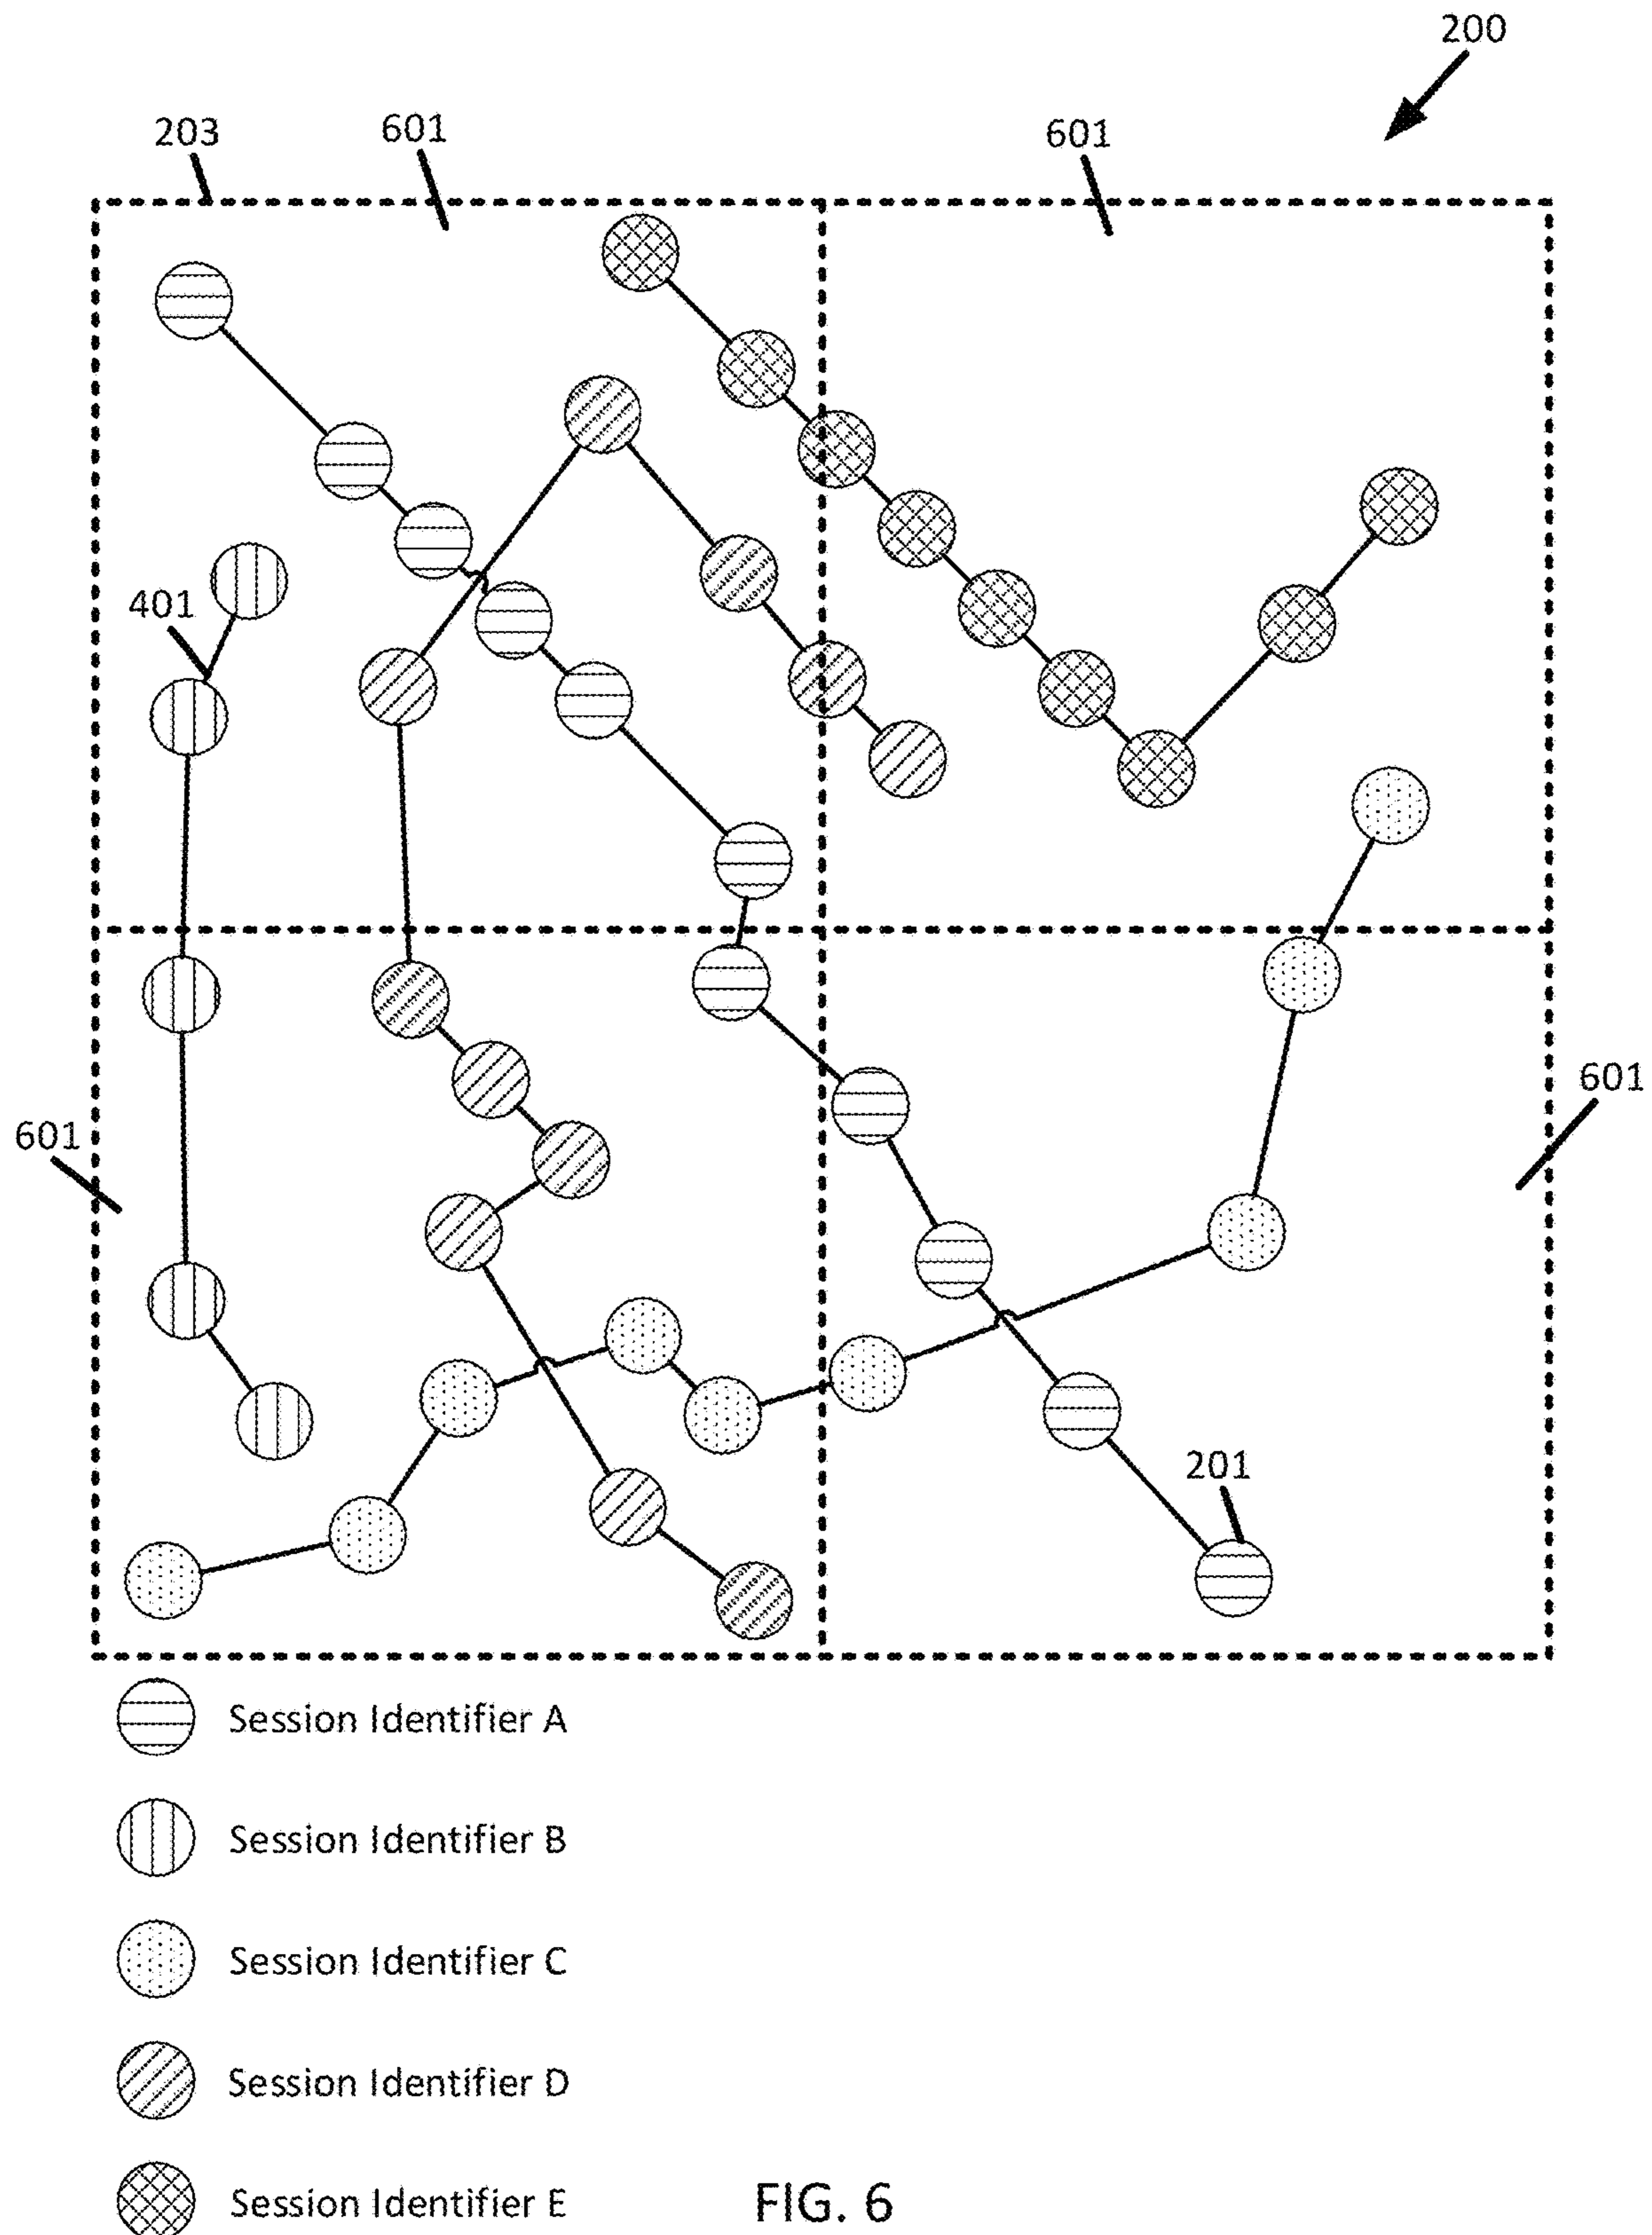 200
203
601
601
401
601
601
201
Session Identifier A
Session Identifier B
Session Identifier C
Session Identifier D
Session Identifier E
FIG. 6